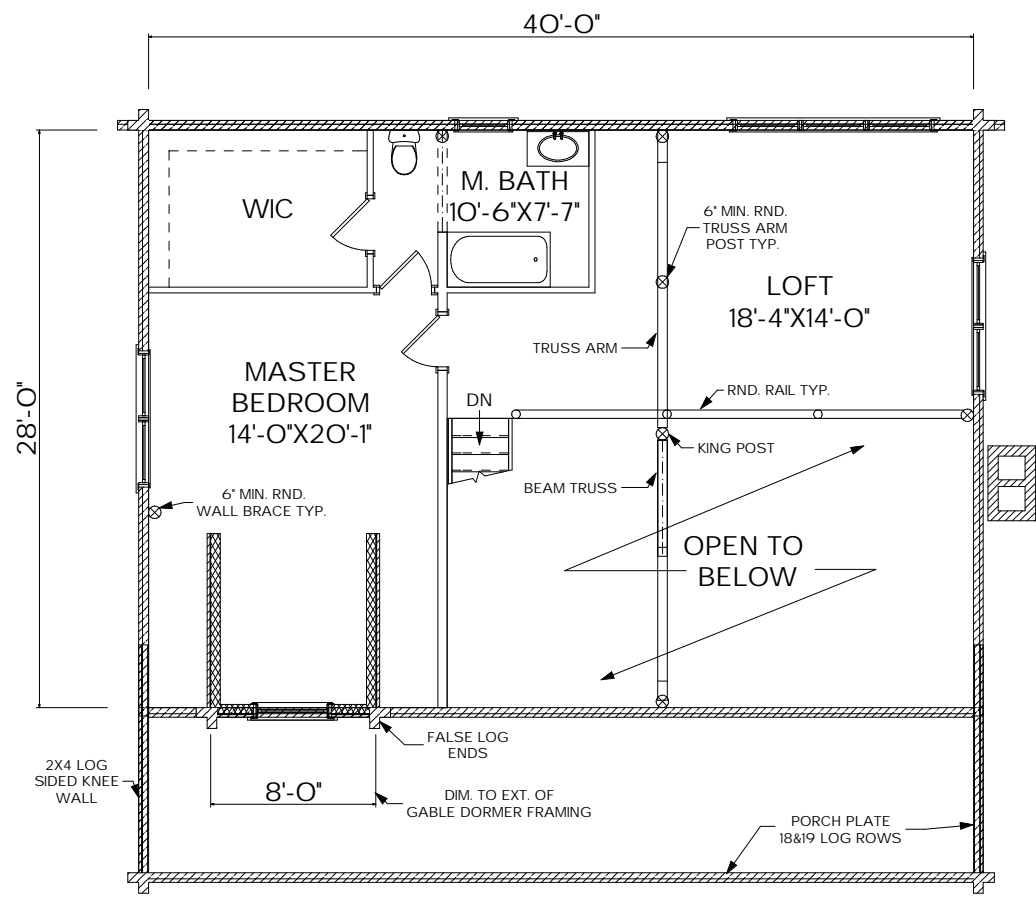 40'-0"
WIC
M. BATH
10'-6"X7'-7"
6" MIN. RND.
TRUSS ARM
POST TYP.
LOFT
18'-4"X14'-0"
TRUSS ARM
28'-0"
MASTER
BEDROOM
14'-0"X20'-1"
DN
RND. RAIL TYP.
KING POST
BEAM TRUSS
6" MIN. RND.
WALL BRACE TYP.
OPEN TO
BELOW
FALSE LOG
ENDS
2X4 LOG
SIDED KNEE
WALL
8'-0"
DIM. TO EXT. OF
GABLE DORMER FRAMING
PORCH PLATE
18&19 LOG ROWS